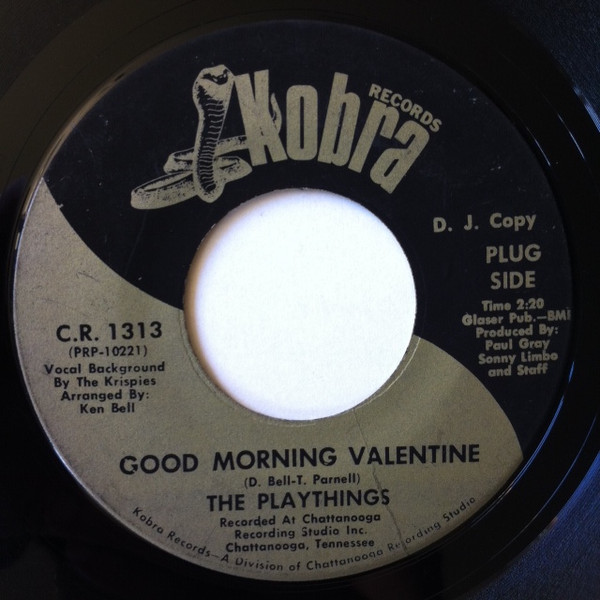 Kobra
RECORDS
D. J. Copy
PLUG
SIDE
Time 2:20
Glaser Pub.—BMI
Produced By:
Paul Gray
Sonny Limbo
and Staff
C.R. 1313
(PRP-10221)
Vocal Background
By The Krispies
Arranged By:
Ken Bell
GOOD MORNING VALENTINE
(D. Bell-T. Parnell)
THE PLAYTHINGS
Recorded At Chattanooga
Recording Studio Inc.
Chattanooga, Tennessee
Kobra Records—A Division of Chattanooga Recording Studio